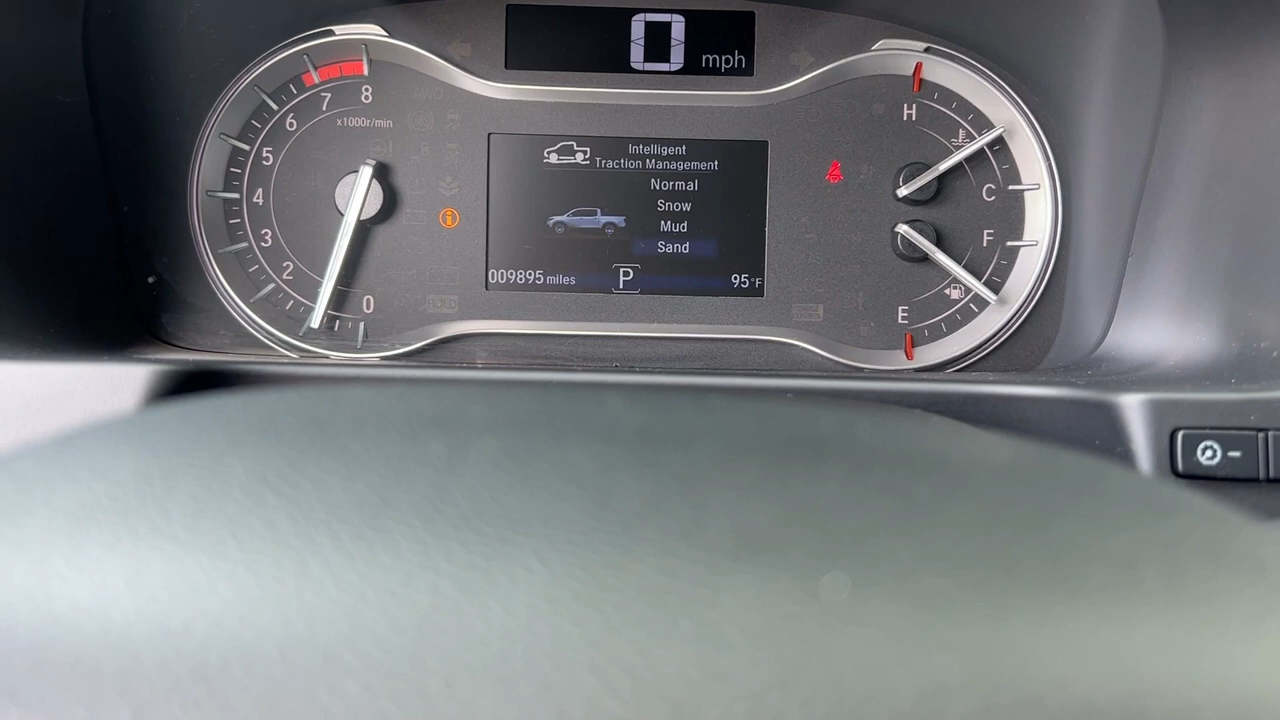 0 mph
8
7
6
5
4
3
2
0
x1000r/min
Intelligent
Traction Management
Normal
Snow
Mud
Sand
009895 miles
P
95°F
H
C
F
E
HOLD